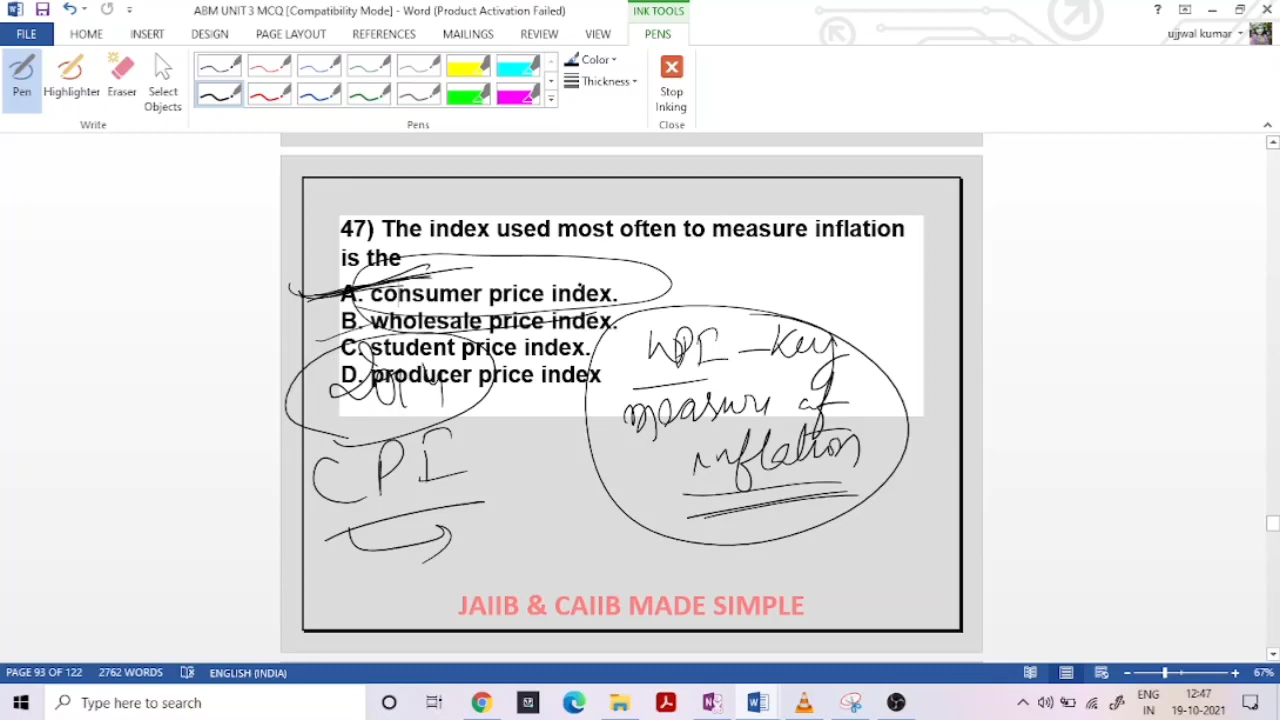 ABM UNIT 3 MCQ [Compatibility Mode] - Word (Product Activation Failed)
INK TOOLS
FILE HOME INSERT DESIGN PAGE LAYOUT REFERENCES MAILINGS REVIEW VIEW PENS
ujjwal kumar
Pen Highlighter Eraser Select Objects
Color
Thickness
Stop Inking
Write Pens Close
47) The index used most often to measure inflation
is the
A. consumer price index.
B. wholesale price index.
C. student price index.
D. producer price index
2014
CPI
WPI - Key
measure of
inflation
JAIIB & CAIIB MADE SIMPLE
PAGE 93 OF 122 2762 WORDS ENGLISH (INDIA) 67%
Type here to search
ENG 12:47
IN 19-10-2021